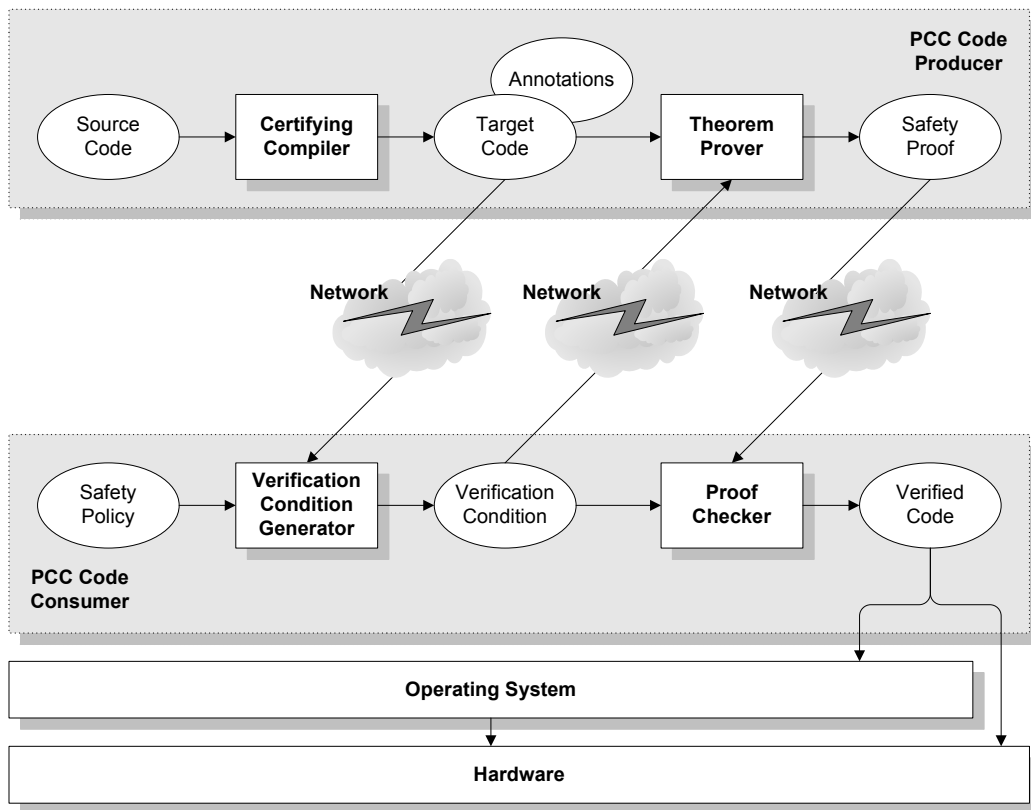 PCC Code
Producer
Annotations
Source
Code
Certifying
Compiler
Target
Code
Theorem
Prover
Safety
Proof
Network
Network
Network
Safety
Policy
Verification
Condition
Generator
Verification
Condition
Proof
Checker
Verified
Code
PCC Code
Consumer
Operating System
Hardware